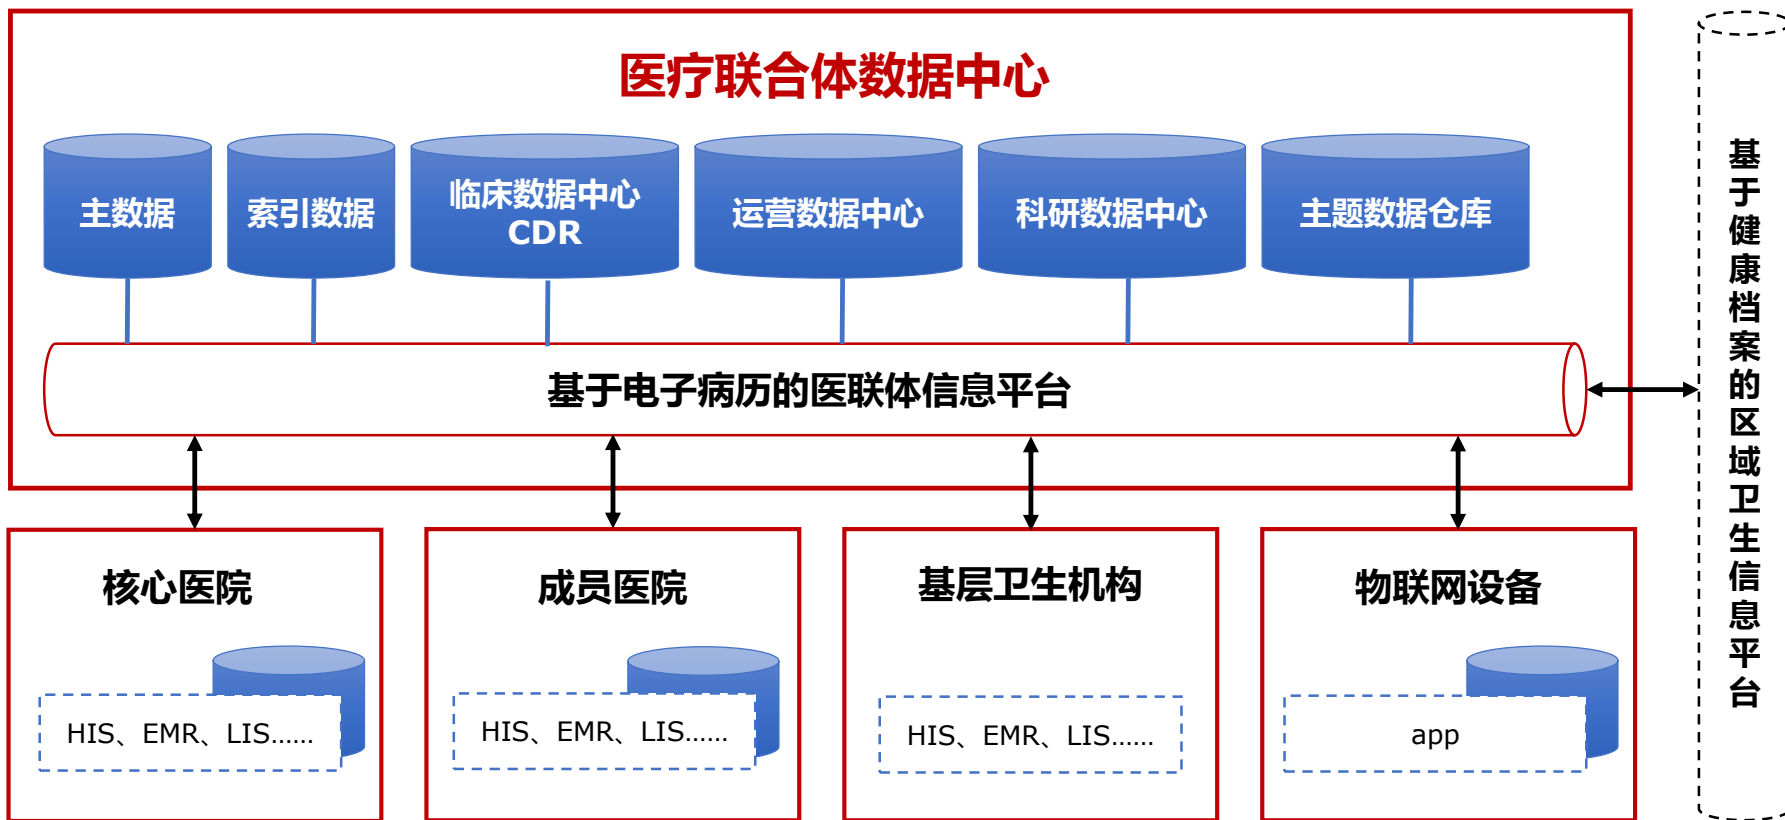 医疗联合体数据中心
主数据
索引数据
临床数据中心
CDR
运营数据中心
科研数据中心
主题数据仓库
基于电子病历的医联体信息平台
基于健康档案的区域卫生信息平台
核心医院
HIS、EMR、LIS......
成员医院
HIS、EMR、LIS......
基层卫生机构
HIS、EMR、LIS......
物联网设备
app